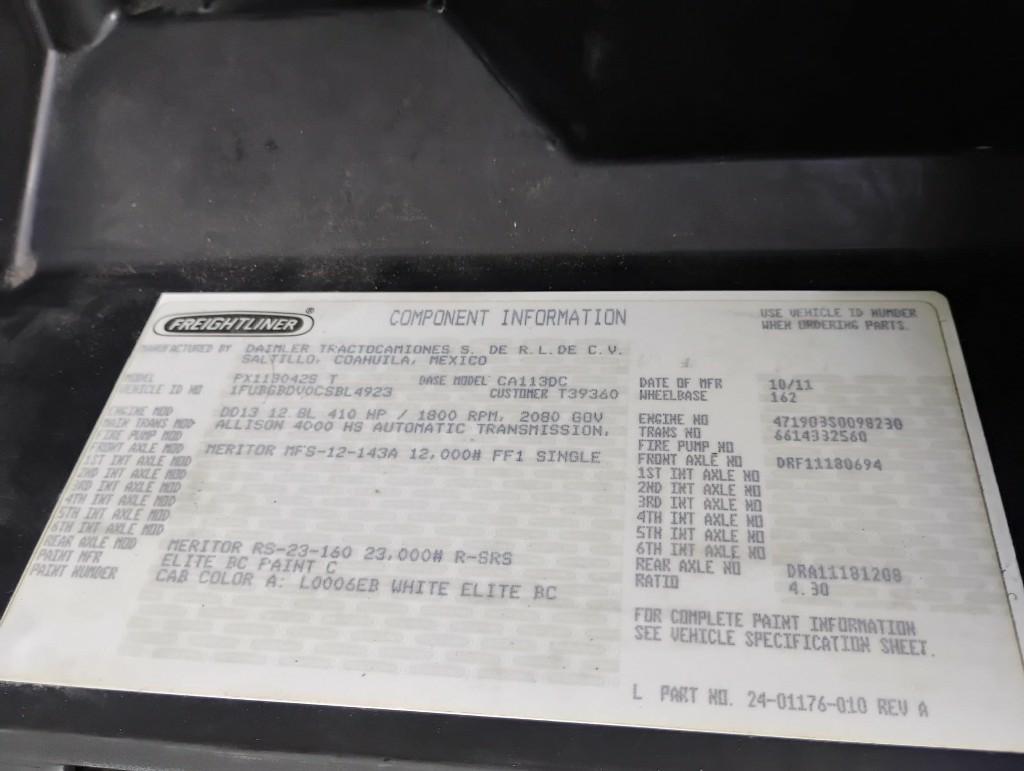 FREIGHTLINER ®
COMPONENT INFORMATION
USE VEHICLE ID NUMBER
WHEN ORDERING PARTS.
MANUFACTURED BY DAIMLER TRACTOCAMIONES S. DE R.L.DE C.V.
SALTILLO, COAHUILA, MEXICO
MODEL PX113042S T BASE MODEL CA113DC
VEHICLE ID NO 1FUBGBDV0CSBL4923 CUSTOMER T39360
ENGINE MOD DD13 12.8L 410 HP / 1800 RPM, 2080 GOV
MAIN TRANS MOD ALLISON 4000 HS AUTOMATIC TRANSMISSION,
FIRE PUMP MOD
FRONT AXLE MOD MERITOR MFS-12-143A 12,000# FF1 SINGLE
1ST INT AXLE MOD
2ND INT AXLE MOD
3RD INT AXLE MOD
4TH INT AXLE MOD
5TH INT AXLE MOD
6TH INT AXLE MOD
REAR AXLE MOD MERITOR RS-23-160 23,000# R-SRS
PAINT MFR ELITE BC PAINT C
PAINT NUMBER CAB COLOR A: L0006EB WHITE ELITE BC
DATE OF MFR 10/11
WHEELBASE 162
ENGINE NO 471903S0098230
TRANS NO 6614332560
FIRE PUMP NO
FRONT AXLE NO DRF11180694
1ST INT AXLE NO
2ND INT AXLE NO
3RD INT AXLE NO
4TH INT AXLE NO
5TH INT AXLE NO
6TH INT AXLE NO
REAR AXLE NO DRA11181208
RATIO 4.30
FOR COMPLETE PAINT INFORMATION
SEE VEHICLE SPECIFICATION SHEET.
L PART NO. 24-01176-010 REV A